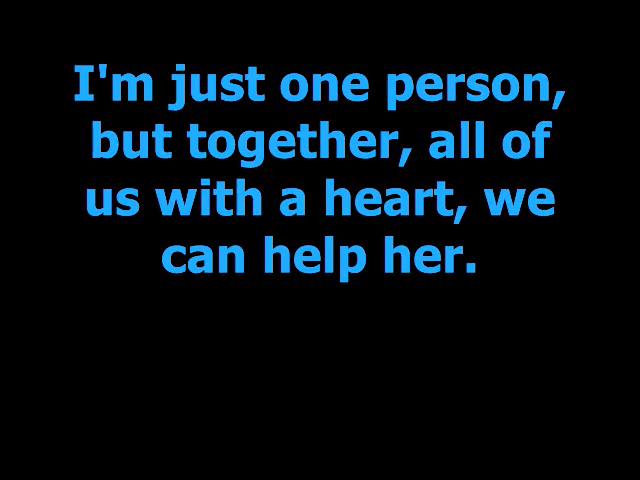 I'm just one person,
but together, all of
us with a heart, we
can help her.